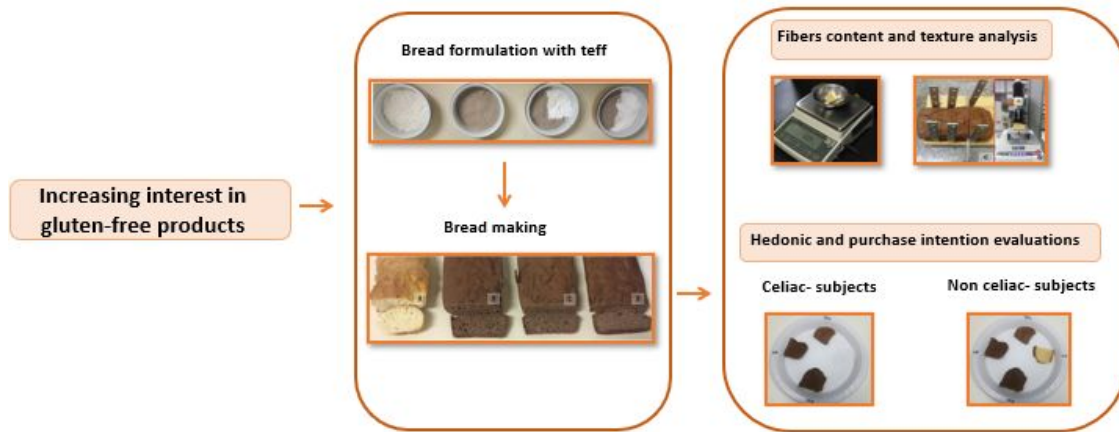 Increasing interest in
gluten-free products
Bread formulation with teff
Bread making
Fibers content and texture analysis
Hedonic and purchase intention evaluations
Celiac- subjects
Non celiac- subjects